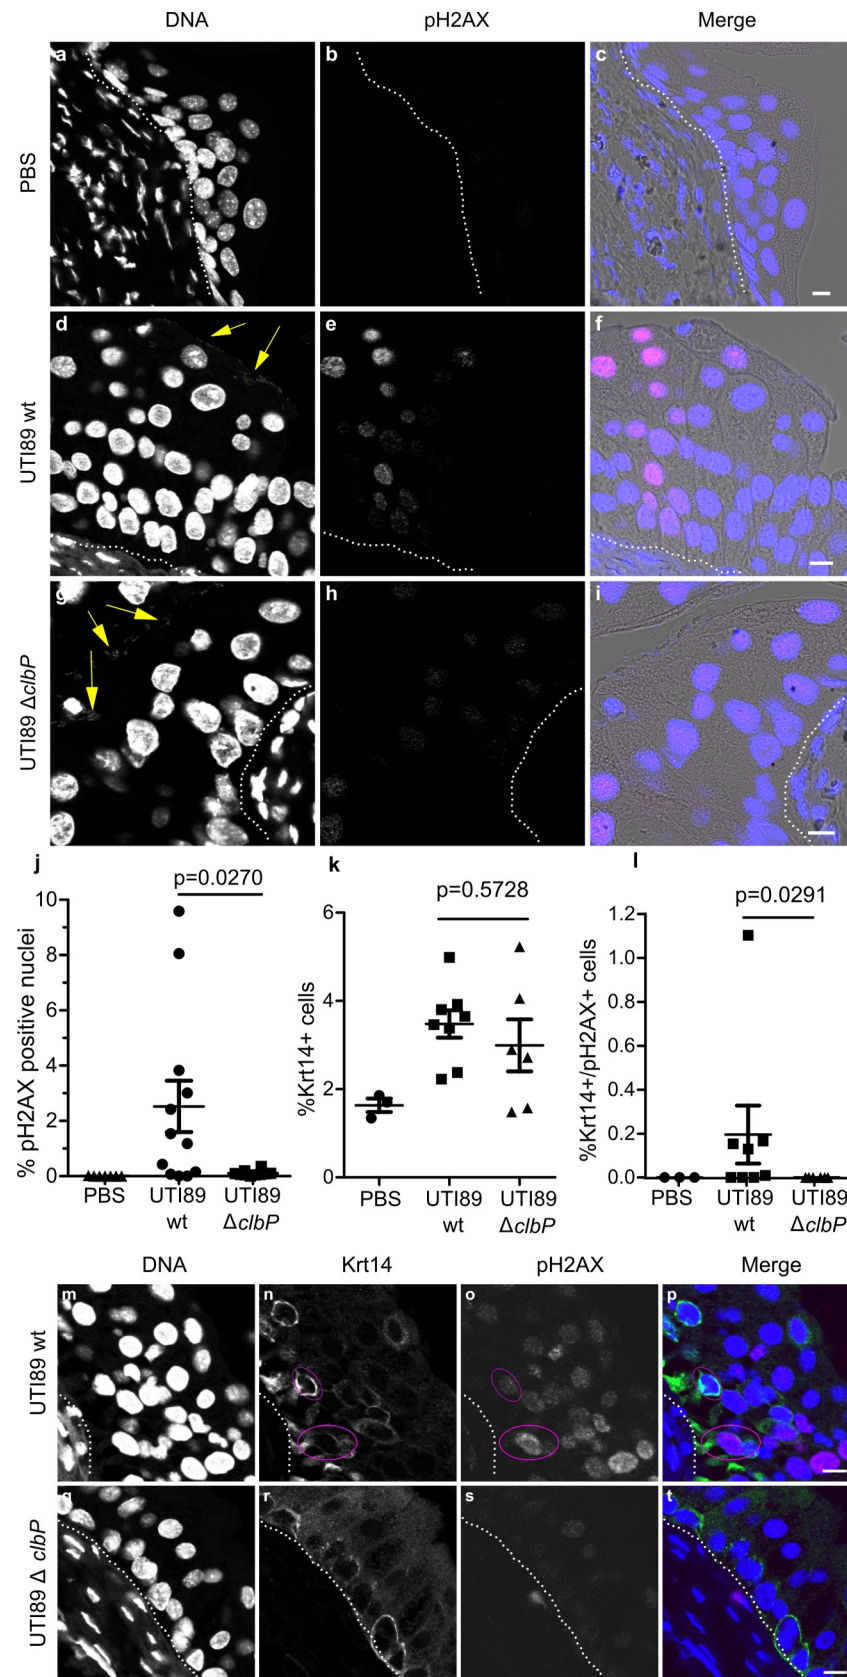 DNA pH2AX Merge
PBS
a b c
UTI89 wt
d e f
UTI89 ΔclbP
g h i
j k l
p=0.0270
% pH2AX positive nuclei
10
8
6
4
2
0
PBS UTI89 wt UTI89 ΔclbP
p=0.5728
%Krt14+ cells
6
4
2
0
PBS UTI89 wt UTI89 ΔclbP
p=0.0291
%Krt14+/pH2AX+ cells
1.2
1.0
0.8
0.6
0.4
0.2
0.0
PBS UTI89 wt UTI89 ΔclbP
DNA Krt14 pH2AX Merge
UTI89 wt
m n o p
UTI89 Δ clbP
q r s t